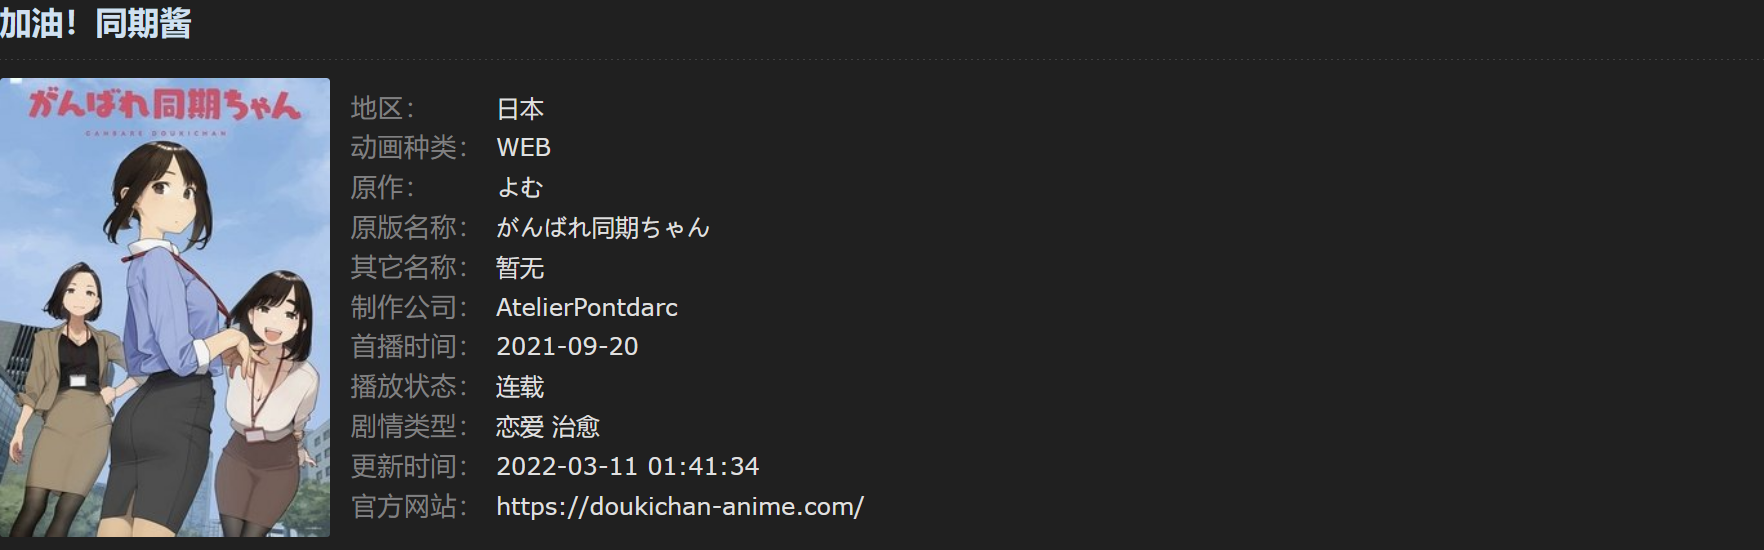 加油！同期酱
がんばれ同期ちゃん
GANBARE DOUKICHAN
地区： 日本
动画种类： WEB
原作： よむ
原版名称： がんばれ同期ちゃん
其它名称： 暂无
制作公司： AtelierPontdarc
首播时间： 2021-09-20
播放状态： 连载
剧情类型： 恋爱 治愈
更新时间： 2022-03-11 01:41:34
官方网站： https://doukichan-anime.com/